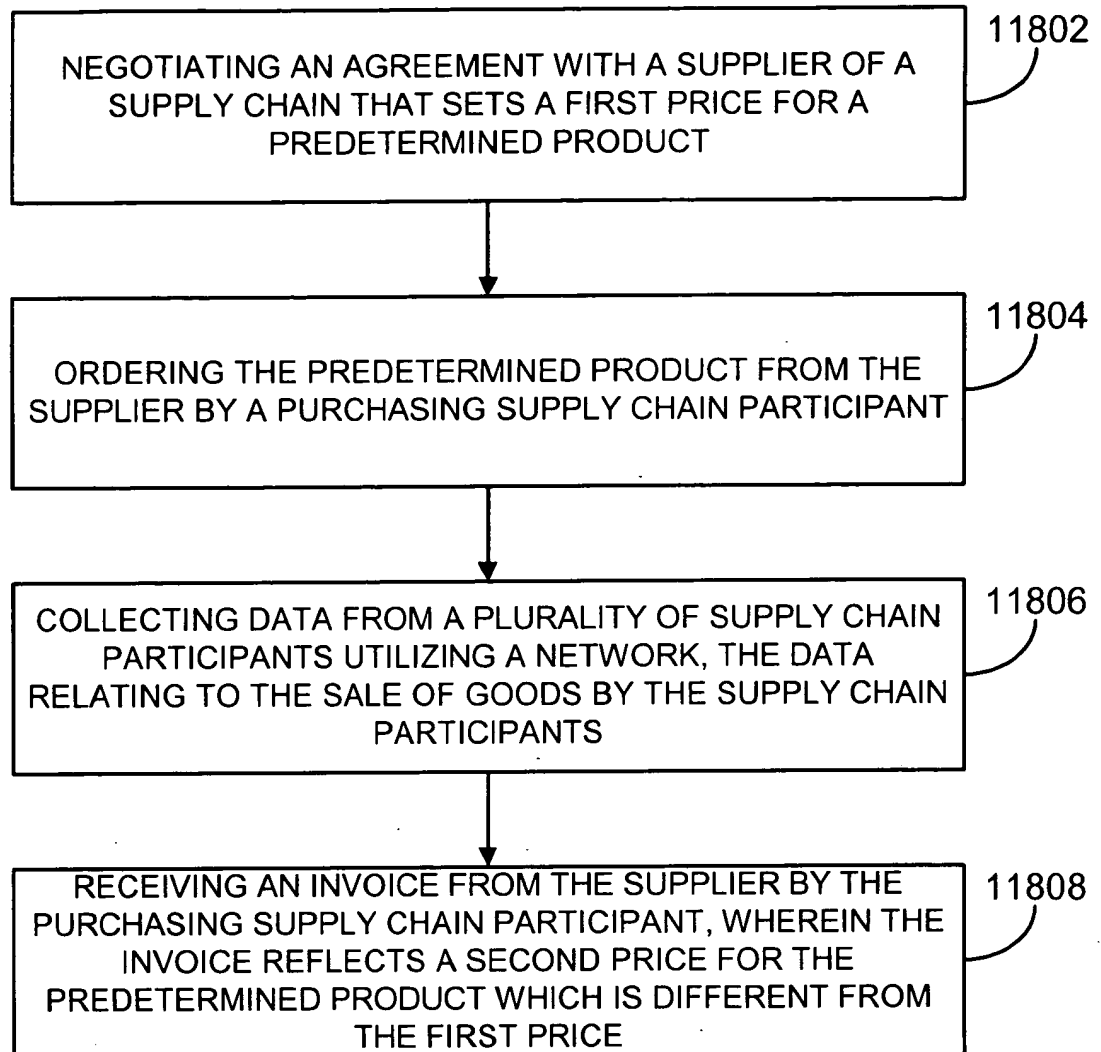 11802
NEGOTIATING AN AGREEMENT WITH A SUPPLIER OF A
SUPPLY CHAIN THAT SETS A FIRST PRICE FOR A
PREDETERMINED PRODUCT
11804
ORDERING THE PREDETERMINED PRODUCT FROM THE
SUPPLIER BY A PURCHASING SUPPLY CHAIN PARTICIPANT
11806
COLLECTING DATA FROM A PLURALITY OF SUPPLY CHAIN
PARTICIPANTS UTILIZING A NETWORK, THE DATA
RELATING TO THE SALE OF GOODS BY THE SUPPLY CHAIN
PARTICIPANTS
11808
RECEIVING AN INVOICE FROM THE SUPPLIER BY THE
PURCHASING SUPPLY CHAIN PARTICIPANT, WHEREIN THE
INVOICE REFLECTS A SECOND PRICE FOR THE
PREDETERMINED PRODUCT WHICH IS DIFFERENT FROM
THE FIRST PRICE